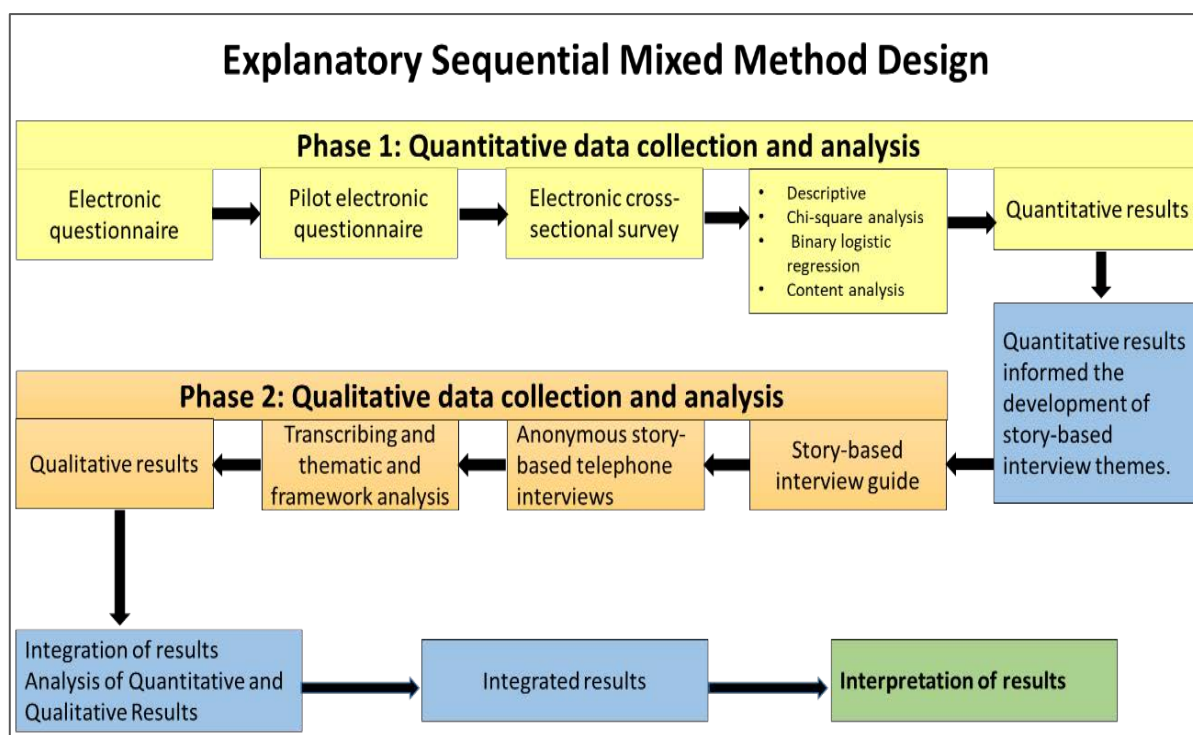 Explanatory Sequential Mixed Method Design
Phase 1: Quantitative data collection and analysis
Electronic
questionnaire
Pilot electronic
questionnaire
Electronic cross-
sectional survey
• Descriptive
• Chi-square analysis
• Binary logistic
regression
• Content analysis
Quantitative results
Quantitative results
informed the
development of
story-based
interview themes.
Phase 2: Qualitative data collection and analysis
Story-based
interview guide
Anonymous story-
based telephone
interviews
Transcribing and
thematic and
framework analysis
Qualitative results
Integration of results
Analysis of Quantitative and
Qualitative Results
Integrated results
Interpretation of results